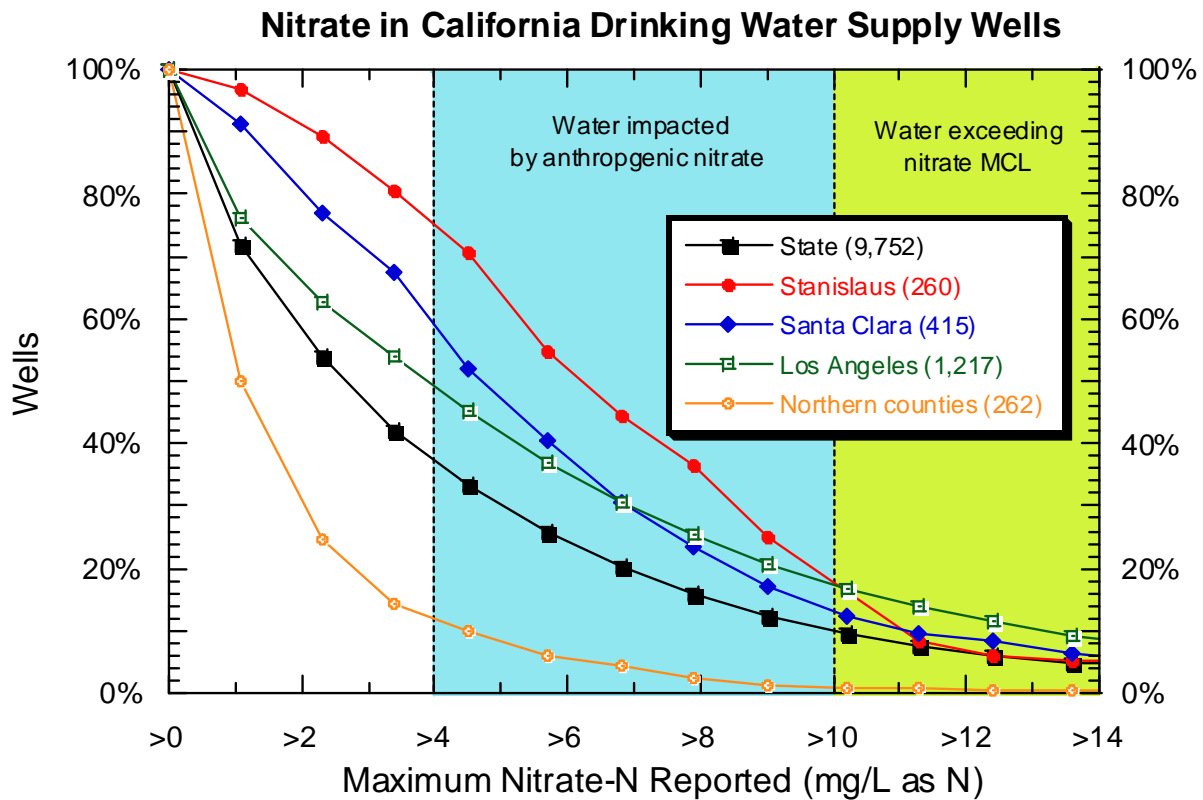 Nitrate in California Drinking Water Supply Wells
100%
80%
60%
40%
20%
0%
Wells
Water impacted
by anthropgenic nitrate
Water exceeding
nitrate MCL
State (9,752)
Stanislaus (260)
Santa Clara (415)
Los Angeles (1,217)
Northern counties (262)
100%
80%
60%
40%
20%
0%
>0 >2 >4 >6 >8 >10 >12 >14
Maximum Nitrate-N Reported (mg/L as N)